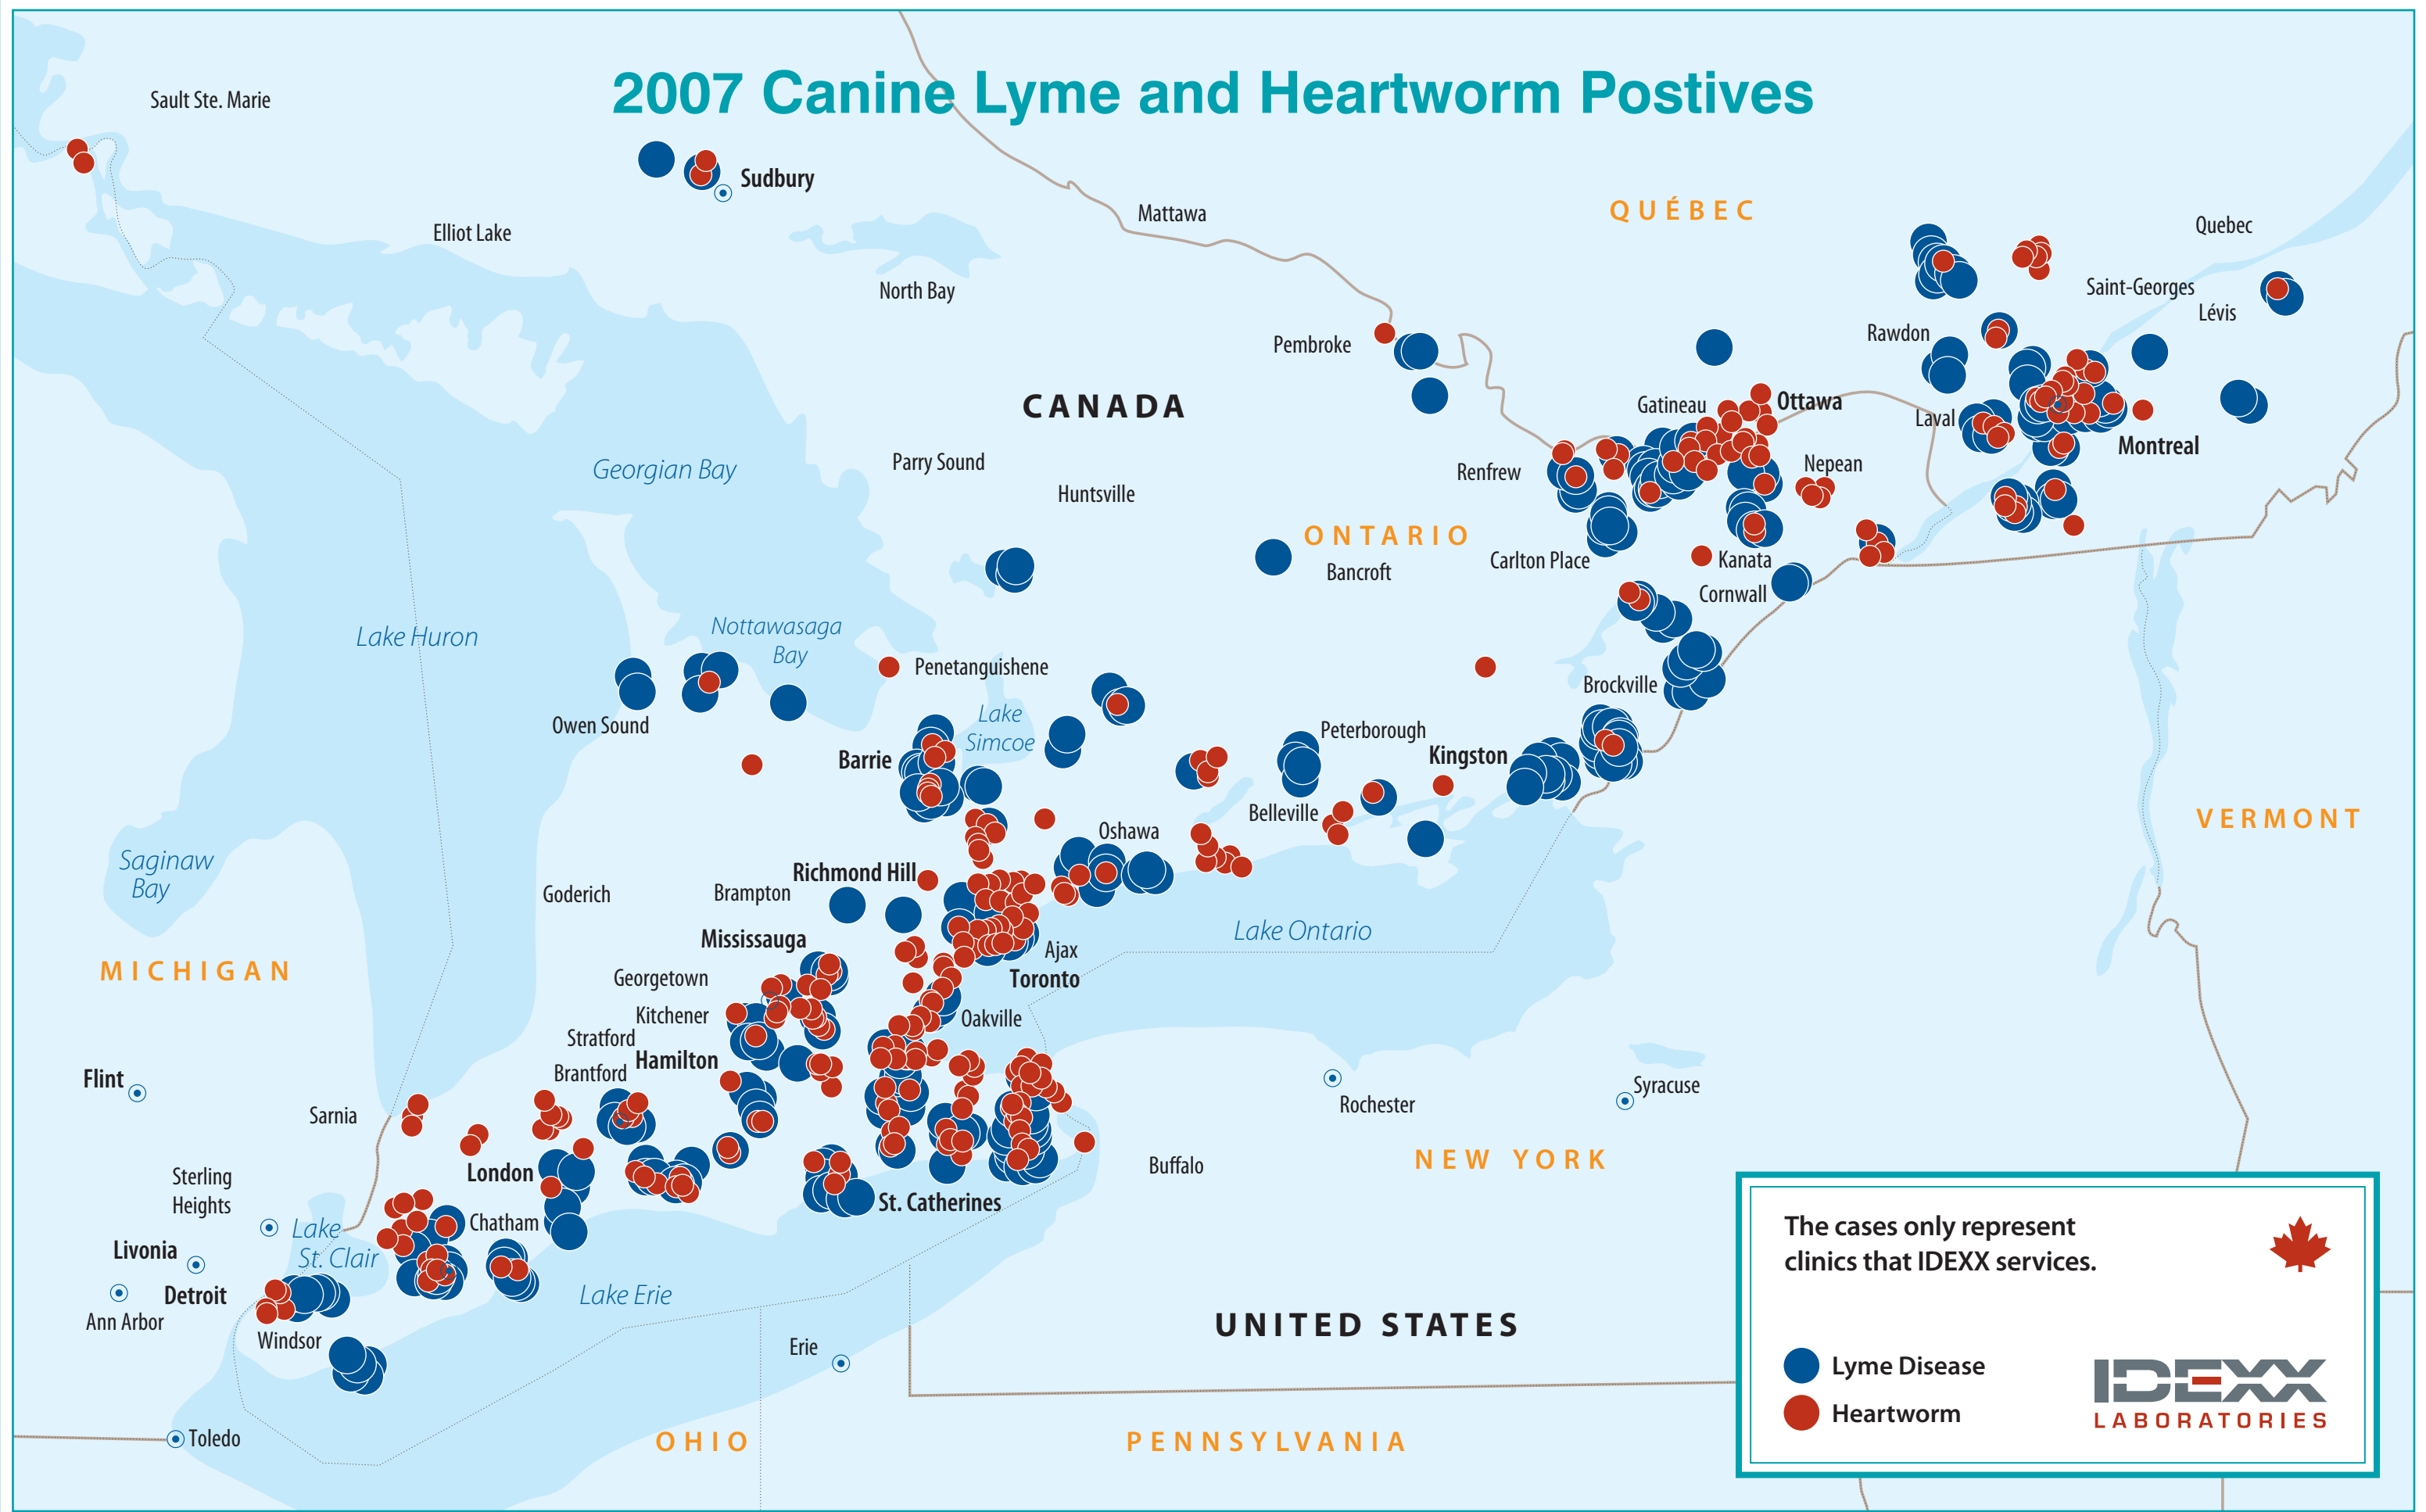 2007 Canine Lyme and Heartworm Postives
Sault Ste. Marie
Sudbury
Elliot Lake
Mattawa
North Bay
QUÉBEC
Quebec
Saint-Georges
Lévis
Rawdon
Pembroke
CANADA
Gatineau
Ottawa
Laval
Montreal
Georgian Bay
Parry Sound
Huntsville
Renfrew
Nepean
ONTARIO
Bancroft
Carlton Place
Kanata
Cornwall
Lake Huron
Nottawasaga
Bay
Penetanguishene
Brockville
Owen Sound
Lake
Simcoe
Peterborough
Barrie
Kingston
Belleville
VERMONT
Oshawa
Saginaw
Bay
Richmond Hill
Goderich
Brampton
Lake Ontario
Mississauga
Ajax
MICHIGAN
Georgetown
Toronto
Kitchener
Oakville
Stratford
Hamilton
Brantford
Flint
Sarnia
Rochester
Syracuse
London
Buffalo
NEW YORK
Sterling
Heights
St. Catherines
Chatham
Lake
St. Clair
Livonia
Detroit
Ann Arbor
Lake Erie
Windsor
Erie
UNITED STATES
Toledo
OHIO
PENNSYLVANIA
The cases only represent
clinics that IDEXX services.
Lyme Disease
Heartworm
IDEXX
LABORATORIES